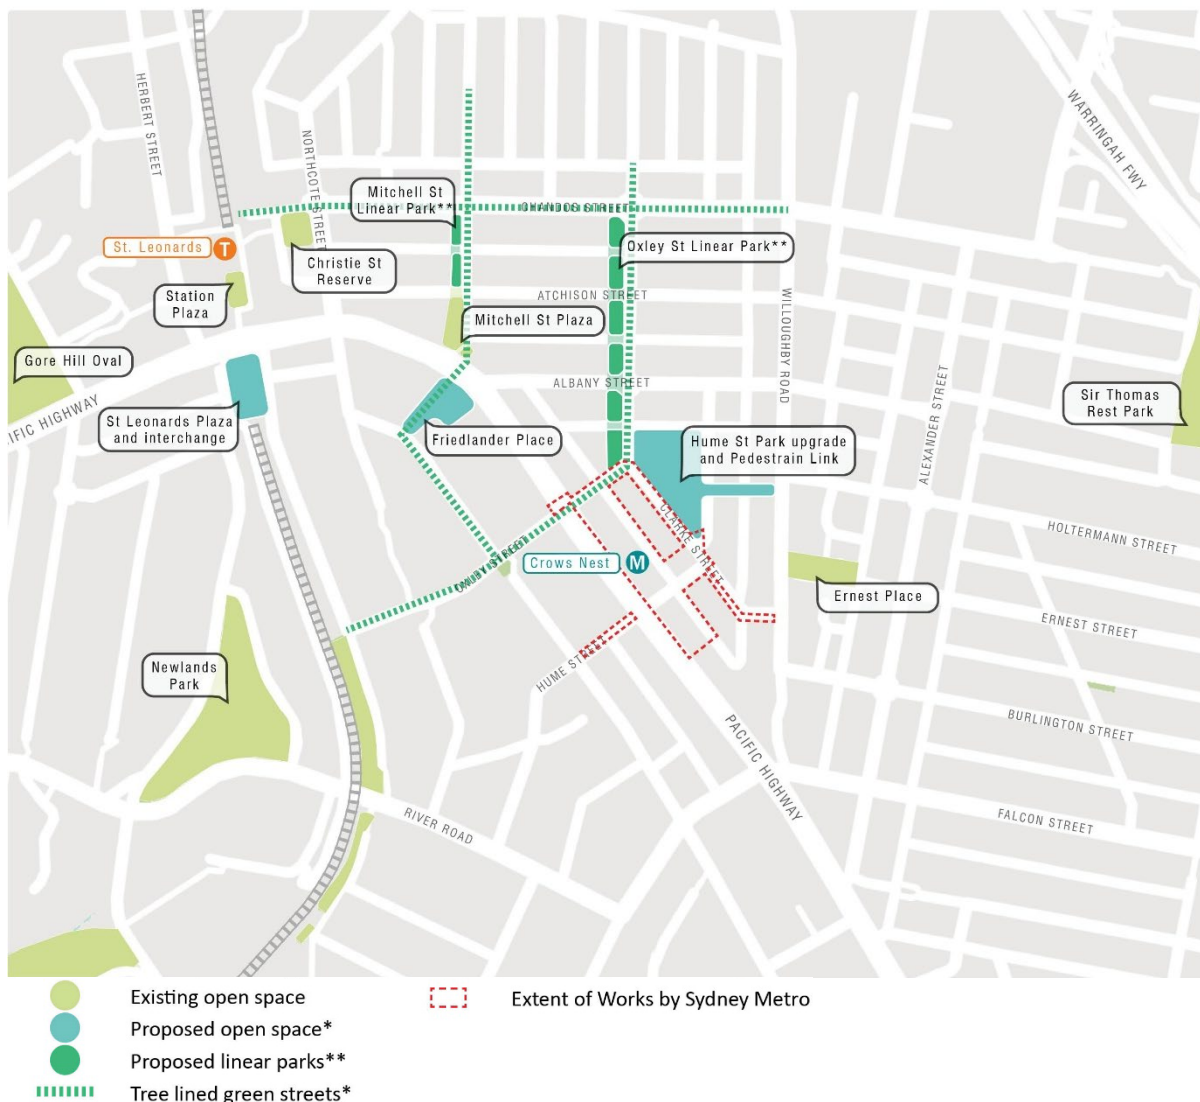 HERBERT STREET
NORTHCOTE STREET
WARRINGAH FWY
Mitchell St
Linear Park**
CHANDOS STREET
St. Leonards T
Christie St
Reserve
Oxley St Linear Park**
Station
Plaza
ATCHISON STREET
WILLOUGHBY ROAD
Mitchell St Plaza
Gore Hill Oval
ALBANY STREET
ALEXANDER STREET
Sir Thomas
Rest Park
IFIC HIGHWAY
St Leonards Plaza
and interchange
Friedlander Place
Hume St Park upgrade
and Pedestrain Link
CLARKE STREET
HOLTERMANN STREET
STREET
Crows Nest M
Ernest Place
ERNEST STREET
Newlands
Park
HUME STREET
BURLINGTON STREET
PACIFIC HIGHWAY
RIVER ROAD
FALCON STREET
Existing open space
Extent of Works by Sydney Metro
Proposed open space*
Proposed linear parks**
Tree lined green streets*